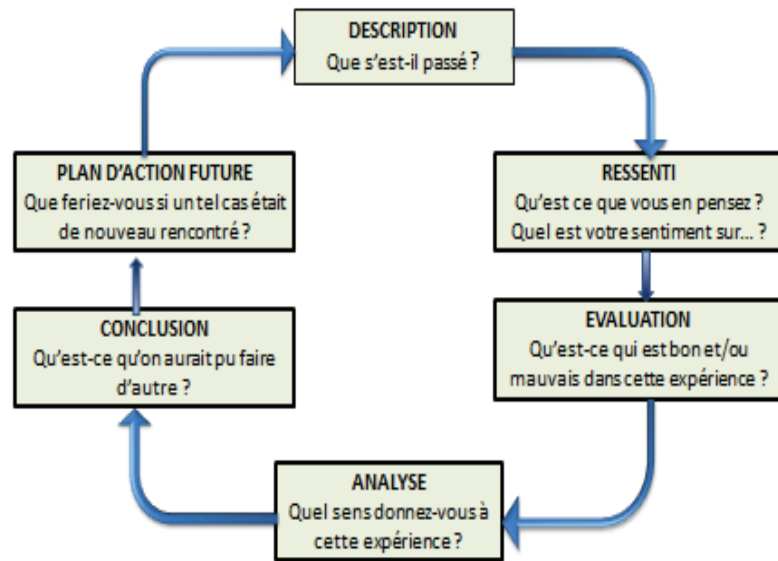 DESCRIPTION
Que s'est-il passé ?
RESSENTI
Qu'est ce que vous en pensez ?
Quel est votre sentiment sur... ?
EVALUATION
Qu'est-ce qui est bon et/ou
mauvais dans cette expérience ?
ANALYSE
Quel sens donnez-vous à
cette expérience ?
CONCLUSION
Qu'est-ce qu'on aurait pu faire
d'autre ?
PLAN D'ACTION FUTURE
Que feriez-vous si un tel cas était
de nouveau rencontré ?